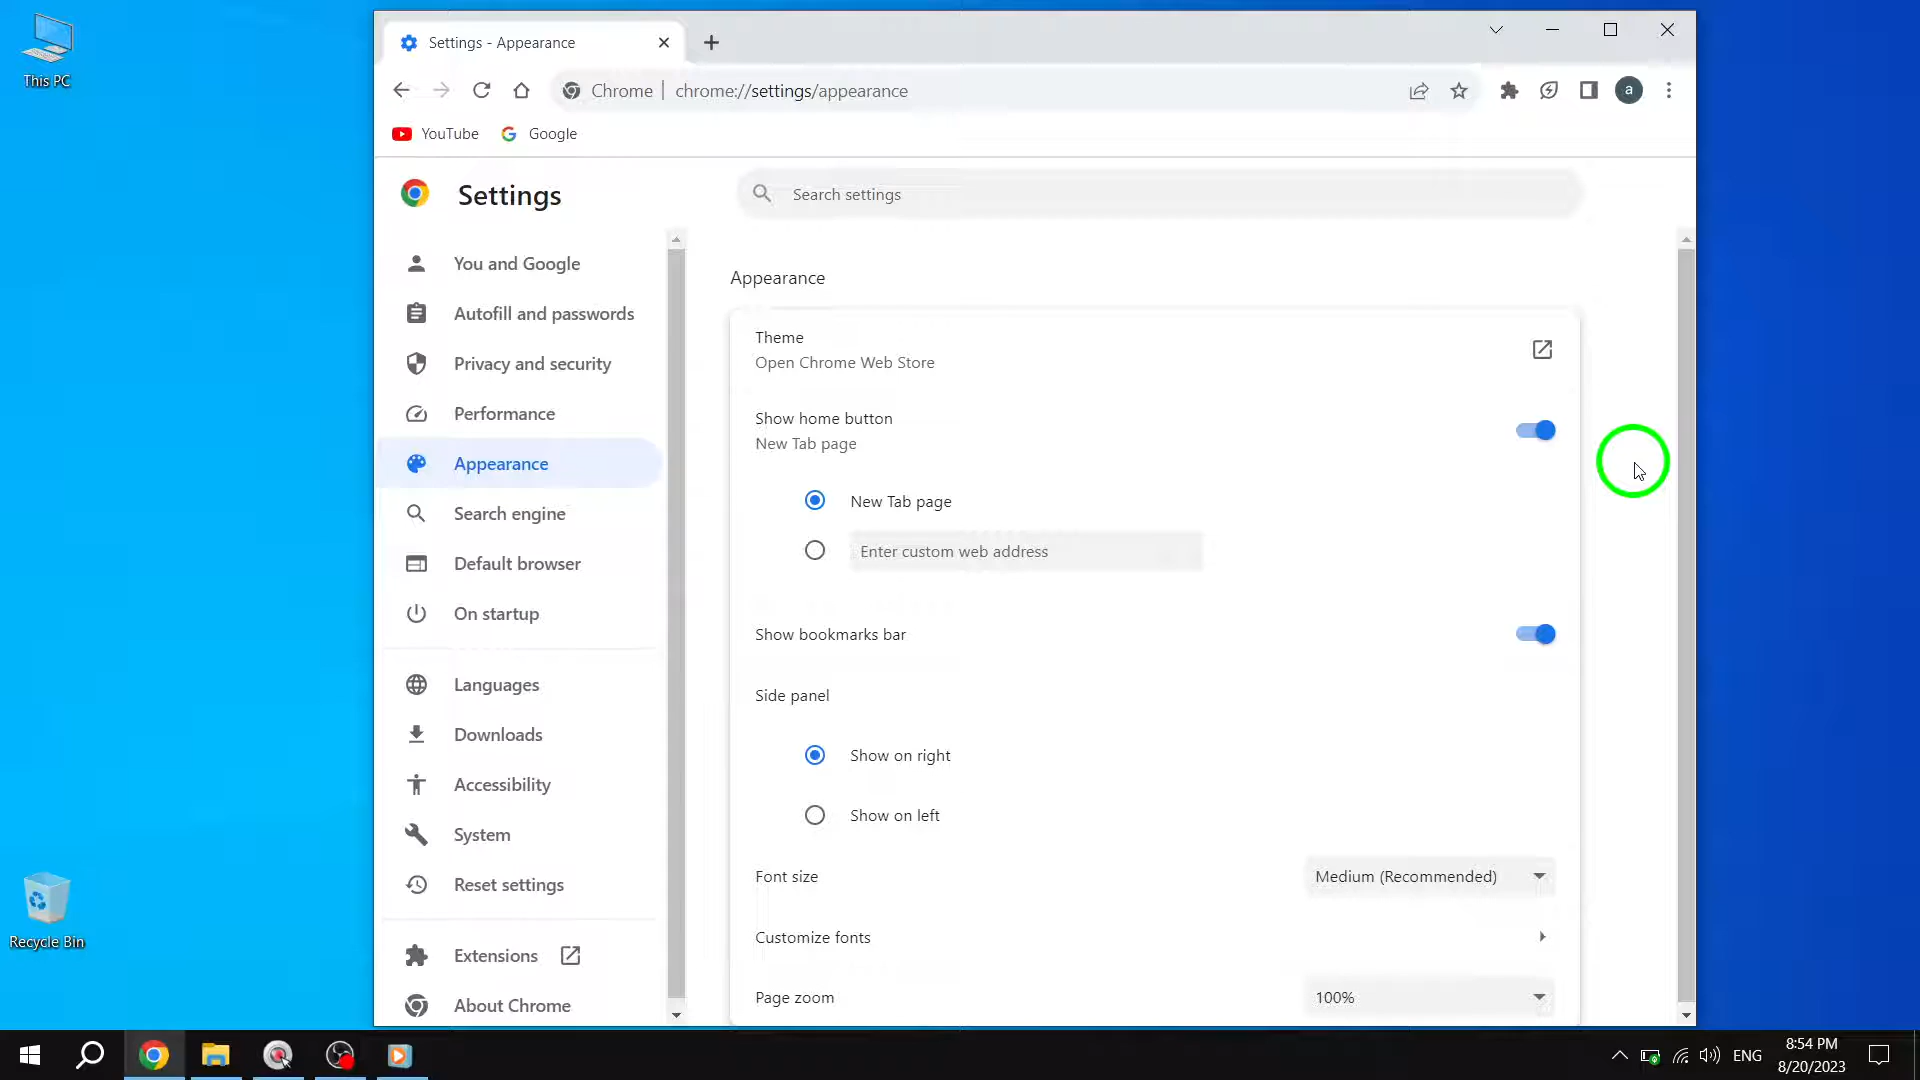 This PC
Recycle Bin
Settings - Appearance
Chrome
chrome://settings/appearance
a
YouTube
Google
Settings
Search settings
You and Google
Autofill and passwords
Privacy and security
Performance
Appearance
Search engine
Default browser
On startup
Languages
Downloads
Accessibility
System
Reset settings
Extensions
About Chrome
Appearance
Theme
Open Chrome Web Store
Show home button
New Tab page
New Tab page
Enter custom web address
Show bookmarks bar
Side panel
Show on right
Show on left
Font size
Medium (Recommended)
Customize fonts
Page zoom
100%
ENG
8:54 PM
8/20/2023